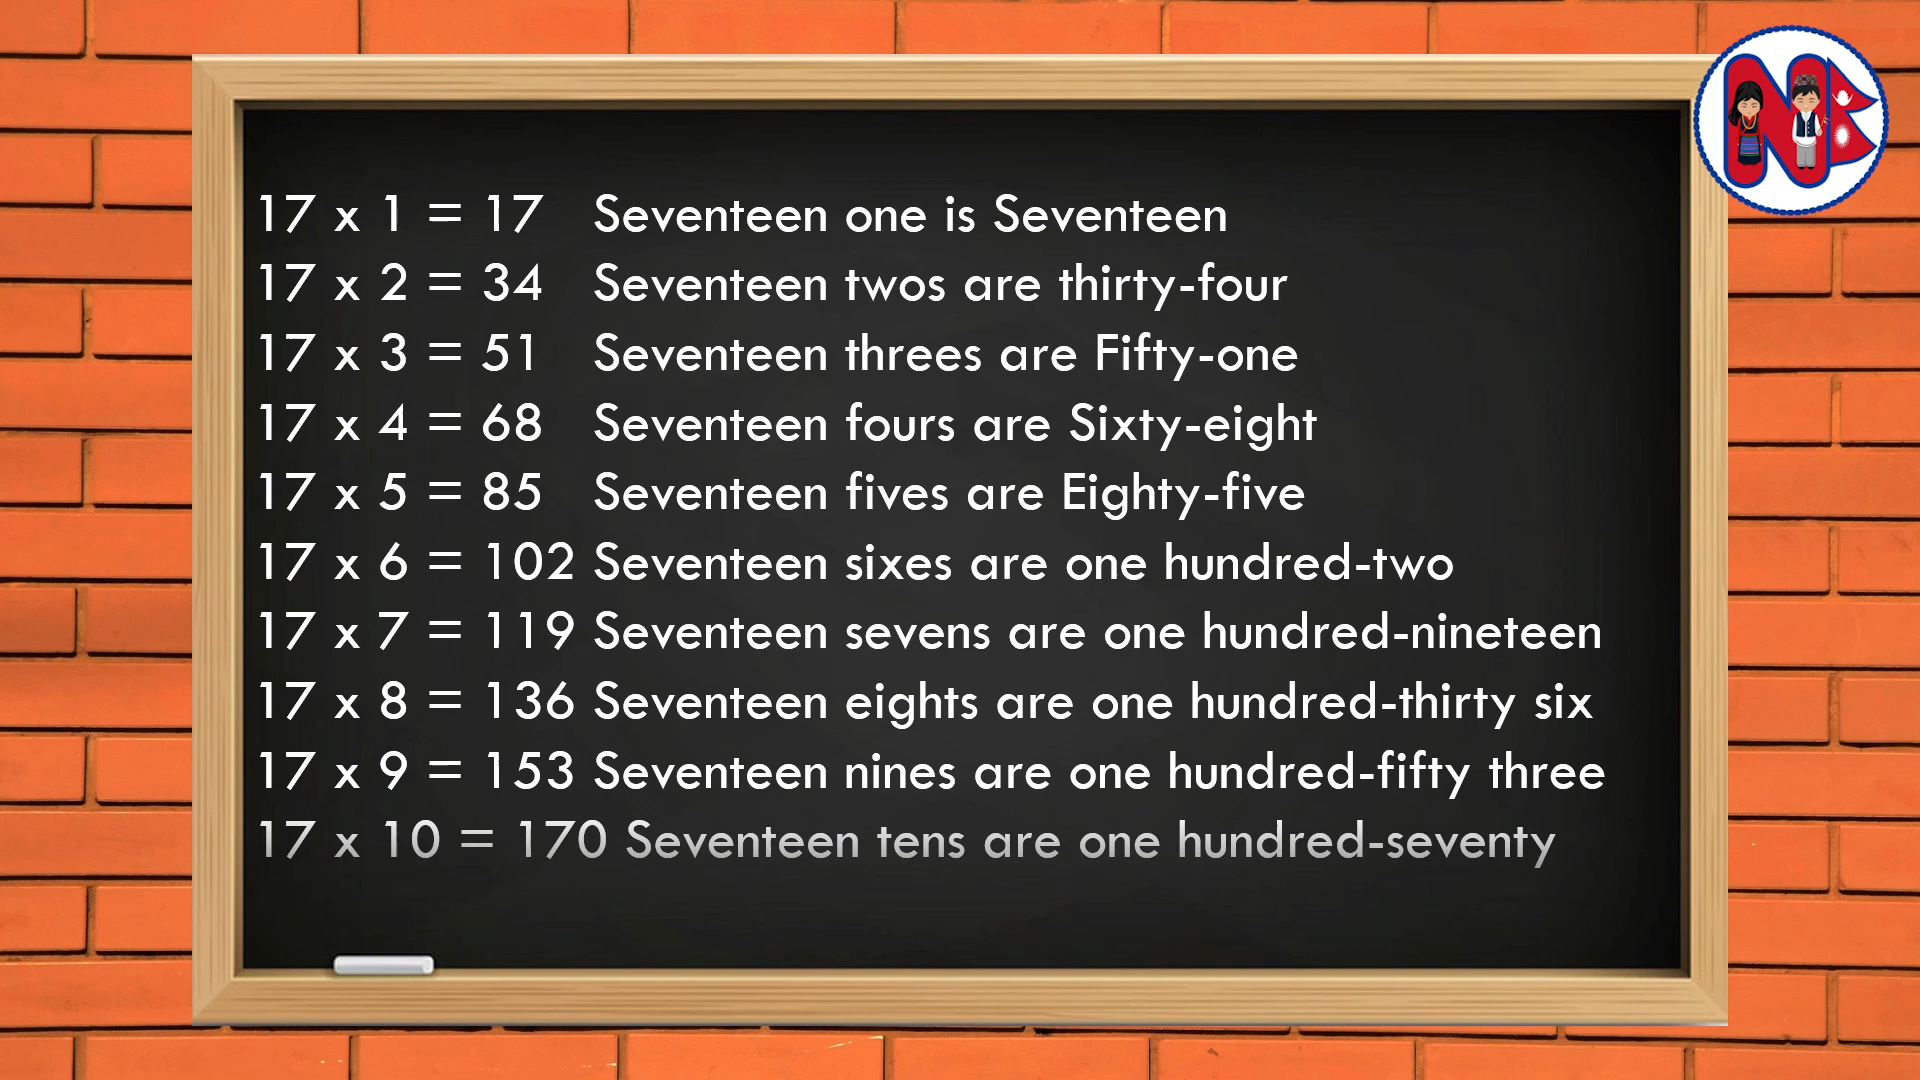 17 x 1 = 17 Seventeen one is Seventeen
17 x 2 = 34 Seventeen twos are thirty-four
17 x 3 = 51 Seventeen threes are Fifty-one
17 x 4 = 68 Seventeen fours are Sixty-eight
17 x 5 = 85 Seventeen fives are Eighty-five
17 x 6 = 102 Seventeen sixes are one hundred-two
17 x 7 = 119 Seventeen sevens are one hundred-nineteen
17 x 8 = 136 Seventeen eights are one hundred-thirty six
17 x 9 = 153 Seventeen nines are one hundred-fifty three
17 x 10 = 170 Seventeen tens are one hundred-seventy
N